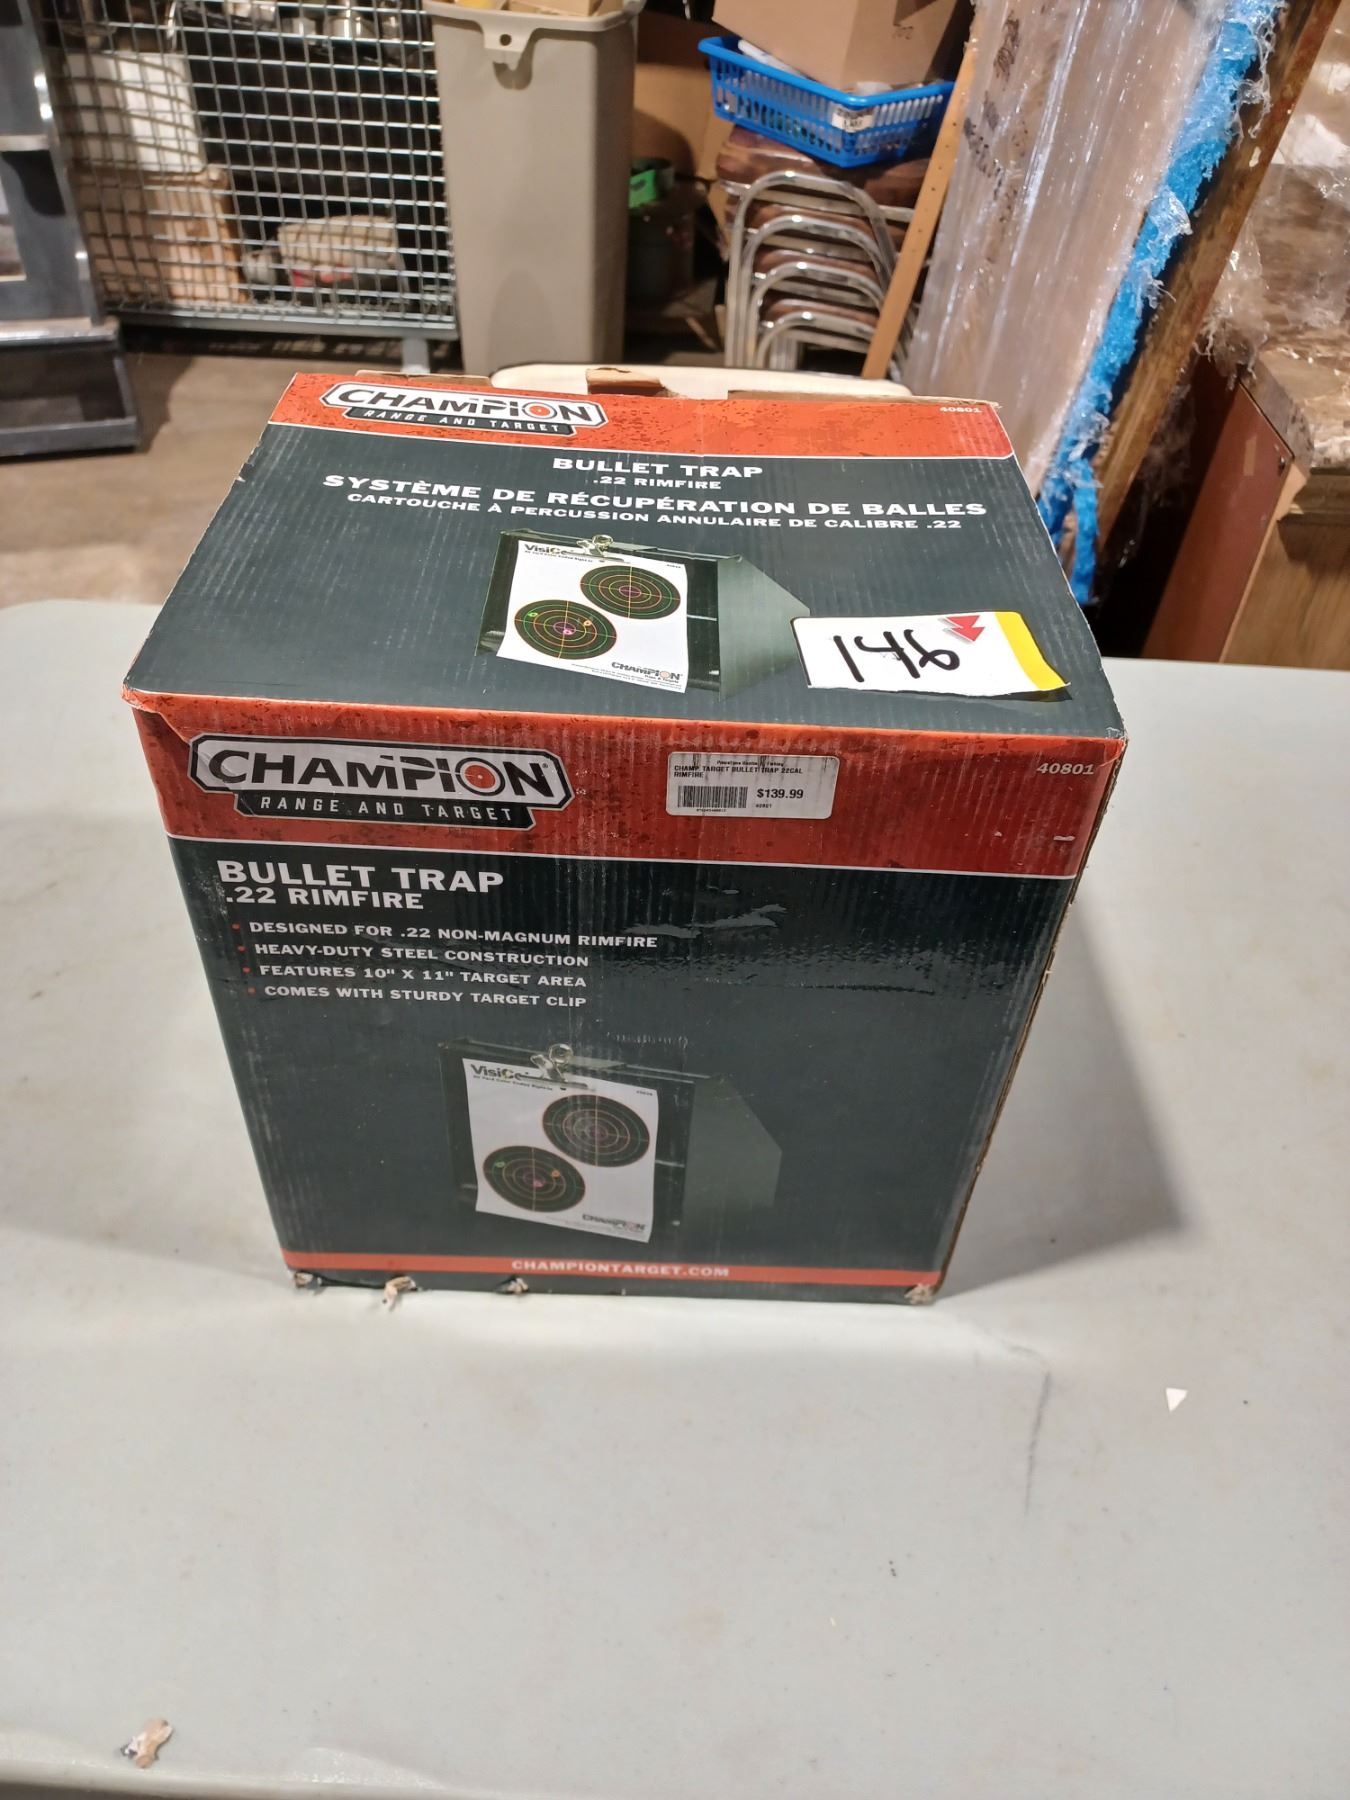 CHAMPION
RANGE AND TARGET
40801
BULLET TRAP
.22 RIMFIRE
SYSTÈME DE RÉCUPÉRATION DE BALLES
CARTOUCHE À PERCUSSION ANNULAIRE DE CALIBRE .22
CHAMPION
146
CHAMPION
RANGE AND TARGET
CHAMP TARGET BULLET TRAP 22CAL
RIMFIRE
$139.99
40801
40801
BULLET TRAP
.22 RIMFIRE
• DESIGNED FOR .22 NON-MAGNUM RIMFIRE
• HEAVY-DUTY STEEL CONSTRUCTION
• FEATURES 10" X 11" TARGET AREA
• COMES WITH STURDY TARGET CLIP
CHAMPION
CHAMPIONTARGET.COM